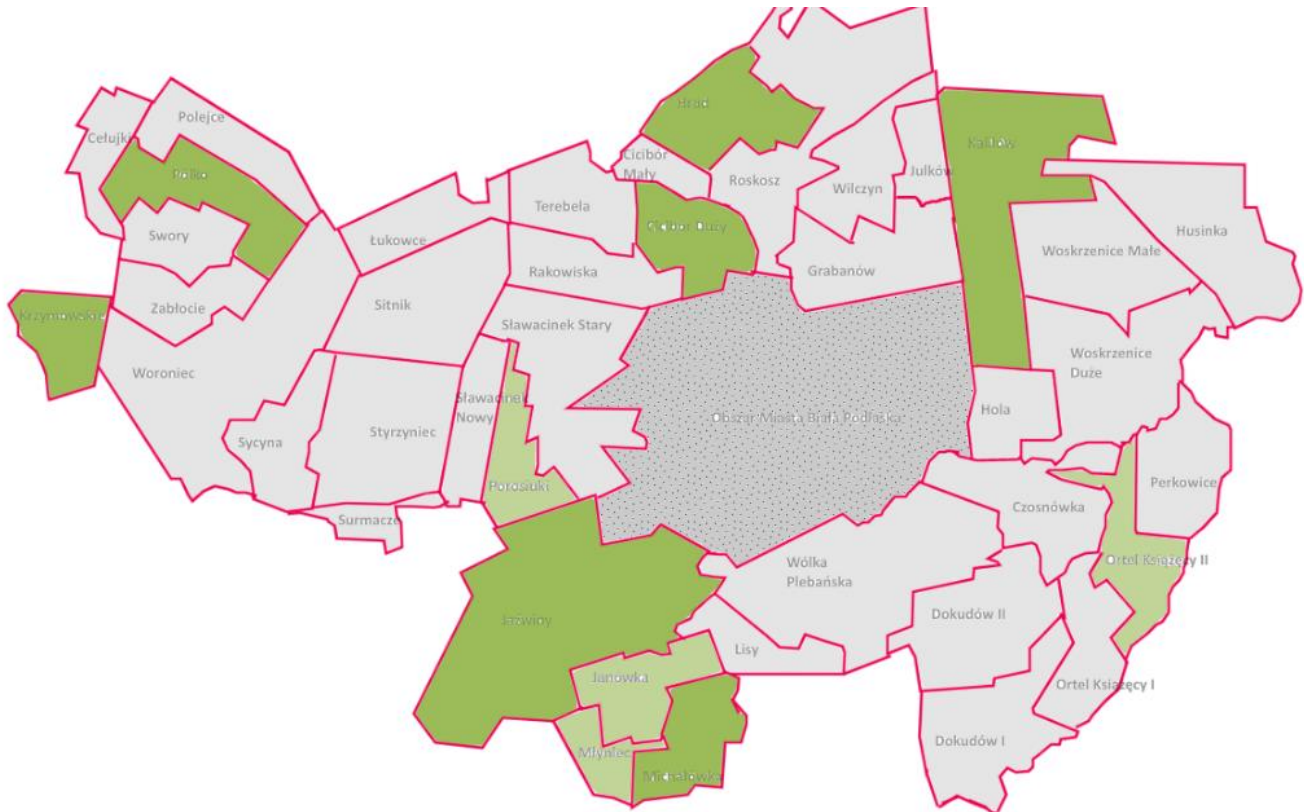 Hrud
Polejce
Celujki
Kaliłów
Cicibór
Mały
Julków
Roskosz
Wilczyn
Terebela
Cicibór Duży
Husinka
Swory
Łukowce
Woskrzenice Małe
Rakowiska
Grabanów
Zabłocie
Sitnik
Krzymowskie
Sławacinek Stary
Woroniec
Woskrzenice
Duże
Sławacinek
Nowy
Hola
Obszar Miasta Biała Podlaska
Styrzyniec
Sycyna
Porosiuki
Perkowice
Czosnówka
Surmacze
Wólka
Plebańska
Ortel Książęcy II
Dokudów II
Jaźwiny
Lisy
Janówka
Ortel Książęcy I
Dokudów I
Młyniec
Michałówka